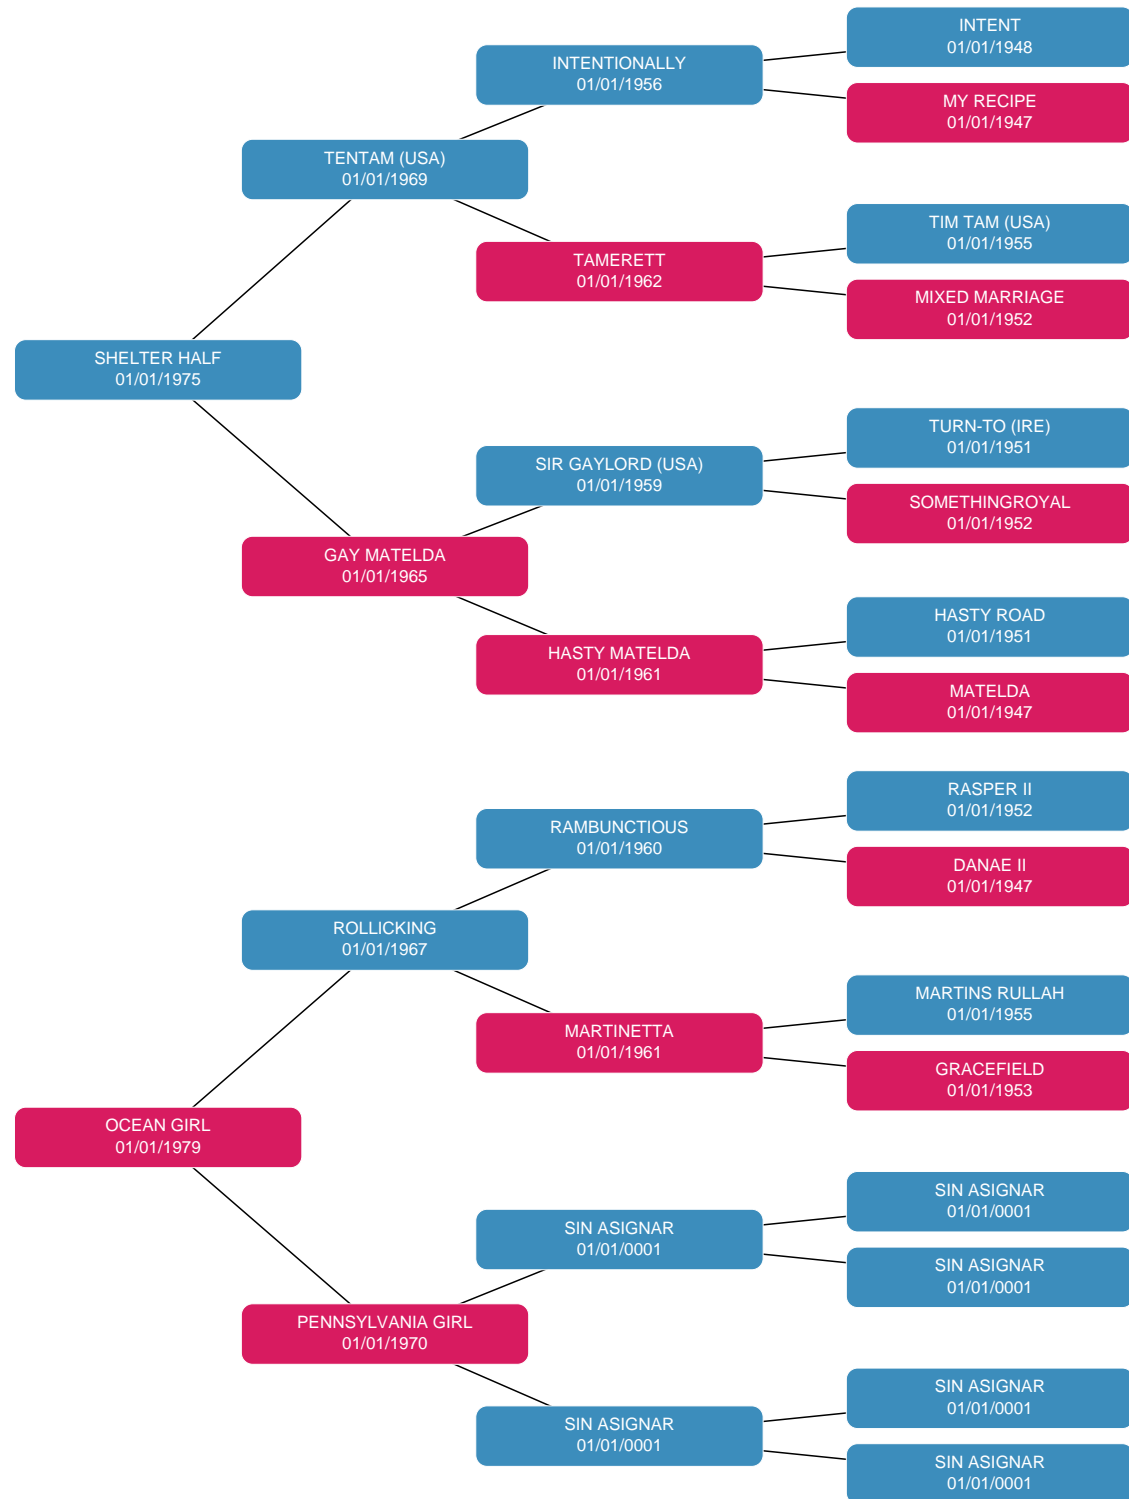 INTENT
01/01/1948
INTENTIONALLY
01/01/1956
MY RECIPE
01/01/1947
TENTAM (USA)
01/01/1969
TIM TAM (USA)
01/01/1955
TAMERETT
01/01/1962
MIXED MARRIAGE
01/01/1952
SHELTER HALF
01/01/1975
TURN-TO (IRE)
01/01/1951
SIR GAYLORD (USA)
01/01/1959
SOMETHINGROYAL
01/01/1952
GAY MATELDA
01/01/1965
HASTY ROAD
01/01/1951
HASTY MATELDA
01/01/1961
MATELDA
01/01/1947
RASPER II
01/01/1952
RAMBUNCTIOUS
01/01/1960
DANAE II
01/01/1947
ROLLICKING
01/01/1967
MARTINS RULLAH
01/01/1955
MARTINETTA
01/01/1961
GRACEFIELD
01/01/1953
OCEAN GIRL
01/01/1979
SIN ASIGNAR
01/01/0001
SIN ASIGNAR
01/01/0001
SIN ASIGNAR
01/01/0001
PENNSYLVANIA GIRL
01/01/1970
SIN ASIGNAR
01/01/0001
SIN ASIGNAR
01/01/0001
SIN ASIGNAR
01/01/0001